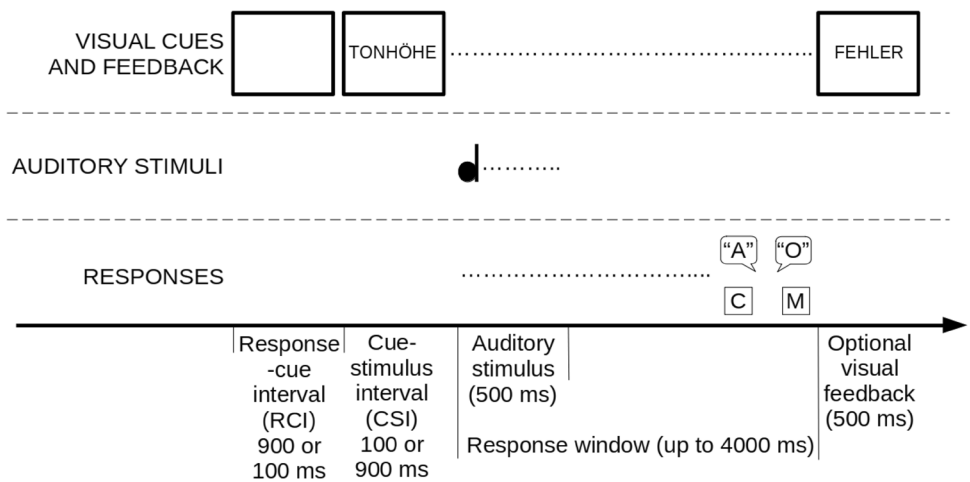 VISUAL CUES
AND FEEDBACK
TONHÖHE
FEHLER
AUDITORY STIMULI
RESPONSES
“A”
“O”
C
M
Response
-cue
interval
(RCI)
900 or
100 ms
Cue-
stimulus
interval
(CSI)
100 or
900 ms
Auditory
stimulus
(500 ms)
Response window (up to 4000 ms)
Optional
visual
feedback
(500 ms)